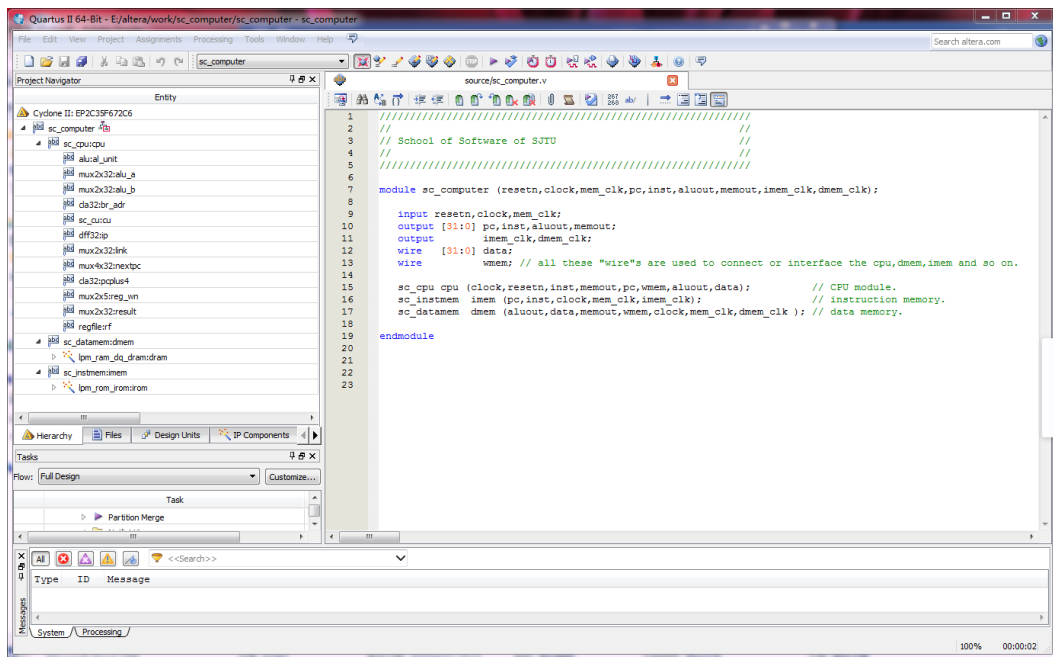 Quartus II 64-Bit - E:/altera/work/sc_computer/sc_computer - sc_computer
File Edit View Project Assignments Processing Tools Window Help
Search altera.com
sc_computer
Project Navigator
Entity
Cyclone II: EP2C35F672C6
sc_computer
sc_cpu:cpu
alu:al_unit
mux2x32:alu_a
mux2x32:alu_b
cla32:br_adr
sc_cu:cu
dff32:ip
mux2x32:link
mux4x32:nextpc
cla32:pcplus4
mux2x5:reg_wn
mux2x32:result
regfile:rf
sc_datamem:dmem
lpm_ram_dq_dram:dram
sc_instmem:imem
lpm_rom_irom:irom
Hierarchy Files Design Units IP Components
Tasks
Flow: Full Design Customize...
Task
Partition Merge
source/sc_computer.v
267
268 ab/
1 //////////////////////////////////////////////////////////////
2 // //
3 // School of Software of SJTU //
4 // //
5 //////////////////////////////////////////////////////////////
6
7 module sc_computer (resetn,clock,mem_clk,pc,inst,aluout,memout,imem_clk,dmem_clk);
8
9 input resetn,clock,mem_clk;
10 output [31:0] pc,inst,aluout,memout;
11 output imem_clk,dmem_clk;
12 wire [31:0] data;
13 wire wmem; // all these "wire"s are used to connect or interface the cpu,dmem,imem and so on.
14
15 sc_cpu cpu (clock,resetn,inst,memout,pc,wmem,aluout,data); // CPU module.
16 sc_instmem imem (pc,inst,clock,mem_clk,imem_clk); // instruction memory.
17 sc_datamem dmem (aluout,data,memout,wmem,clock,mem_clk,dmem_clk ); // data memory.
18
19 endmodule
20
21
22
23
All <<Search>>
Type ID Message
Messages
System Processing
100% 00:00:02